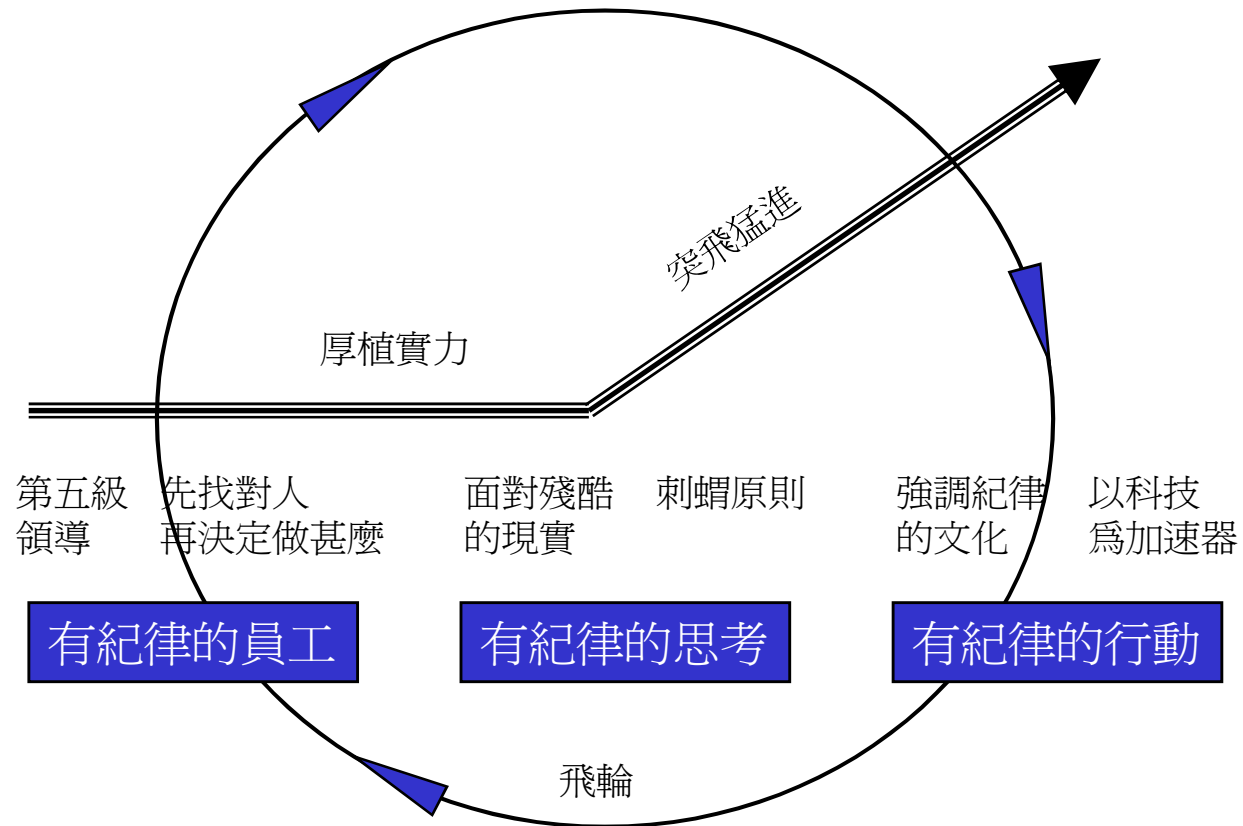 突飛猛進
厚植實力
第五級
領導
先找對人
再決定做甚麼
面對殘酷
的現實
刺蝟原則
強調紀律
的文化
以科技
爲加速器
有紀律的員工
有紀律的思考
有紀律的行動
飛輪